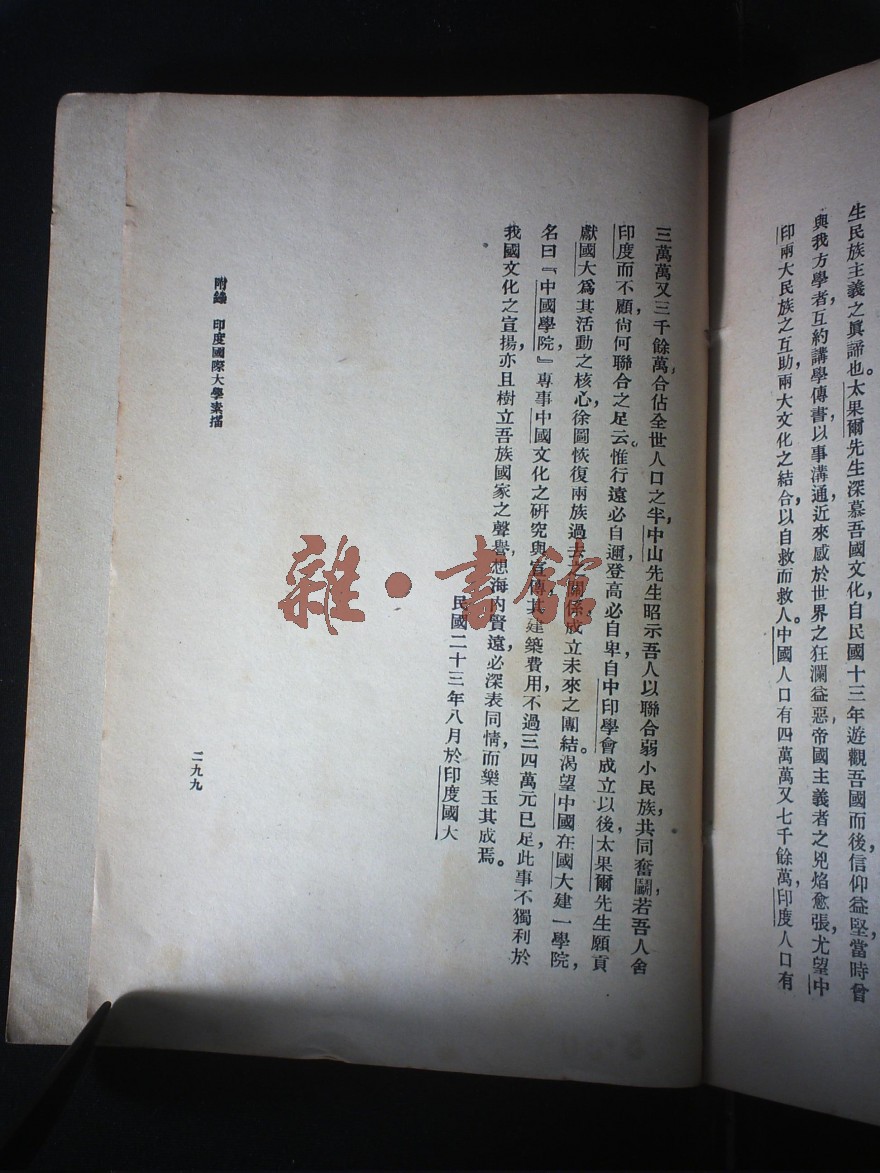 生民族主義之眞諦也。太果爾先生深慕吾國文化，自民國十三年遊觀吾國而後，信仰益堅，當時曾
與我方學者互約講學傳書，以事溝通，近來感於世界之狂瀾益惡，帝國主義者之兇焰愈張，尤望中
印兩大民族之互助，兩大文化之結合，以自救而救人。中國人口有四萬萬又七千餘萬，印度人口有
三萬萬又三千餘萬，合佔全世人口之半，中山先生昭示吾人以聯合弱小民族，共同奮鬬，若吾人舍
印度而不顧，尙何聯合之足云。惟行遠必自邇，登高必自卑，自中印學會成立以後，太果爾先生願貢
獻國大爲其活動之核心，徐圖恢復兩族過去之關係，成立未來之團結。渴望中國在國大建一學院，
名曰『中國學院』，專事中國文化之硏究與宣傳，其建築費用，不過三四萬元已足，此事不獨利於
我國文化之宣揚，亦且樹立吾族國家之聲譽，想海內賢遠，必深表同情，而樂玉其成焉。
民國二十三年八月於印度國大
附錄　印度國際大學素描
二九九
雜·書館